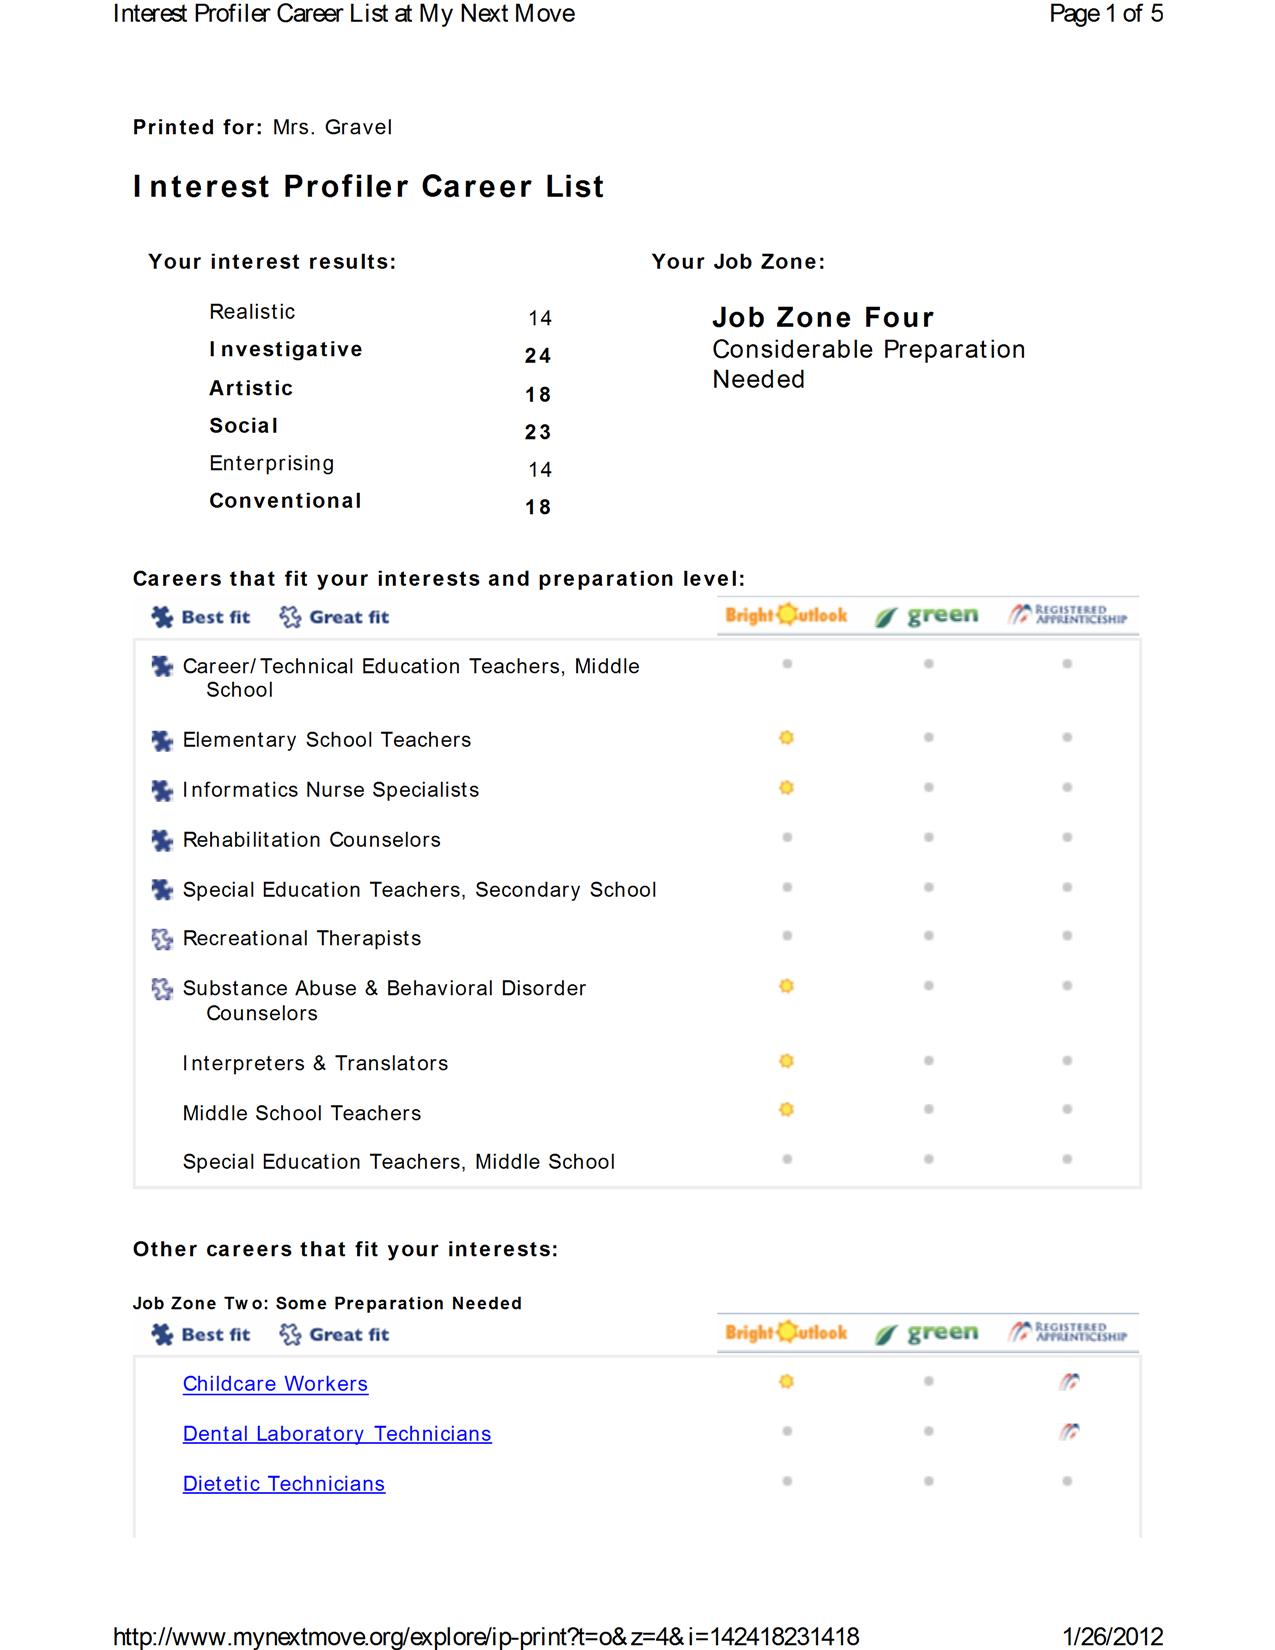 Interest Profiler Career List at My Next Move Page 1 of 5
Printed for: Mrs. Gravel
Interest Profiler Career List
Your interest results: Your Job Zone:
Realistic 14
Investigative 24
Artistic 18
Social 23
Enterprising 14
Conventional 18
Job Zone Four
Considerable Preparation
Needed
Careers that fit your interests and preparation level:
Best fit Great fit Bright Outlook green REGISTERED APPRENTICESHIP
Career/Technical Education Teachers, Middle
School
Elementary School Teachers
Informatics Nurse Specialists
Rehabilitation Counselors
Special Education Teachers, Secondary School
Recreational Therapists
Substance Abuse & Behavioral Disorder
Counselors
Interpreters & Translators
Middle School Teachers
Special Education Teachers, Middle School
Other careers that fit your interests:
Job Zone Two: Some Preparation Needed
Best fit Great fit Bright Outlook green REGISTERED APPRENTICESHIP
Childcare Workers
Dental Laboratory Technicians
Dietetic Technicians
http://www.mynextmove.org/explore/ip-print?t=o&z=4&i=142418231418 1/26/2012